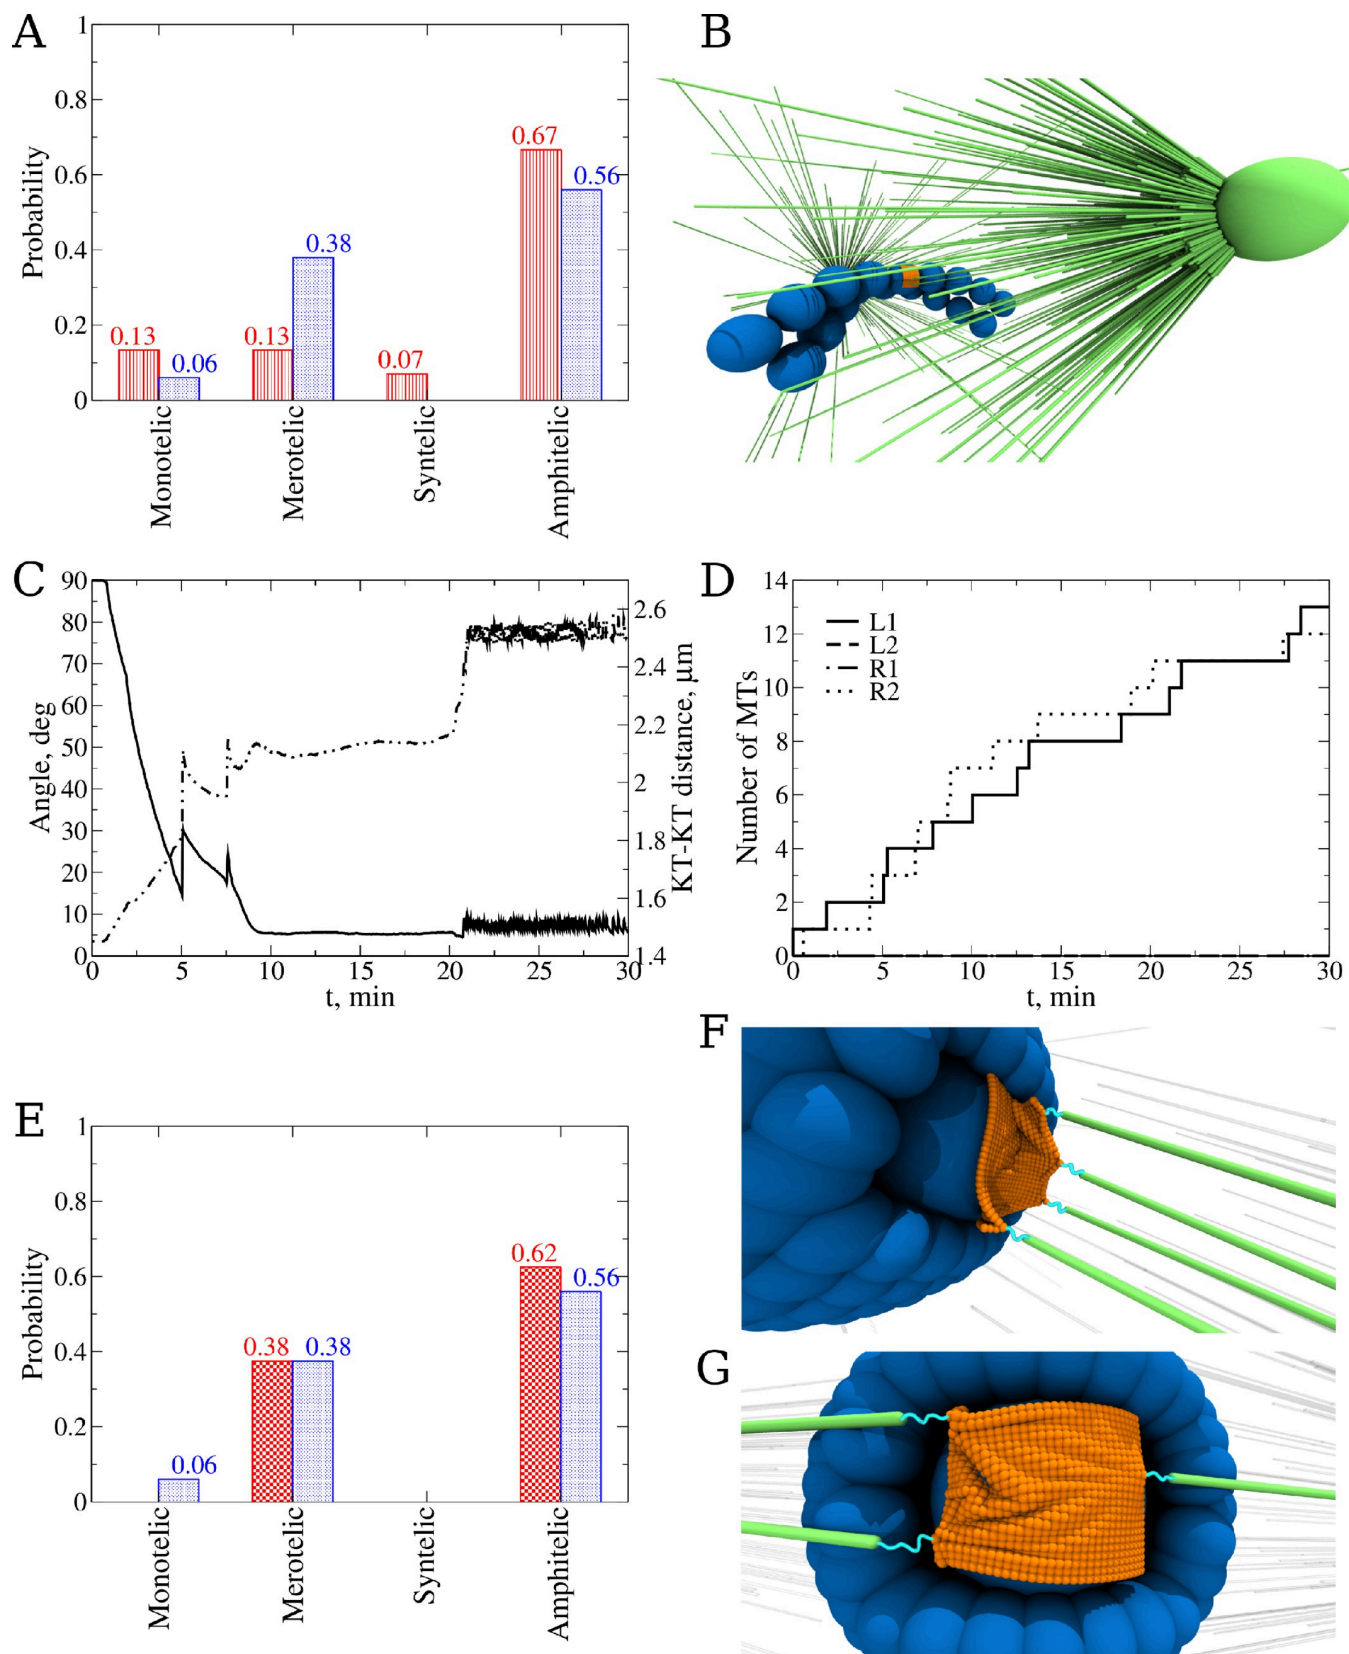 A
Probability
1
0.8
0.6
0.4
0.2
0
0.13
0.06
0.13
0.38
0.07
0.67
0.56
Monotelic
Merotelic
Syntelic
Amphitelic
B
C
Angle, deg
90
80
70
60
50
40
30
20
10
0
0
5
10
15
20
25
30
t, min
2.6
2.4
2.2
2
1.8
1.6
1.4
KT-KT distance, μm
D
Number of MTs
14
12
10
8
6
4
2
0
L1
L2
R1
R2
0
5
10
15
20
25
30
t, min
E
Probability
1
0.8
0.6
0.4
0.2
0
0.06
0.38
0.38
0.62
0.56
Monotelic
Merotelic
Syntelic
Amphitelic
F
G